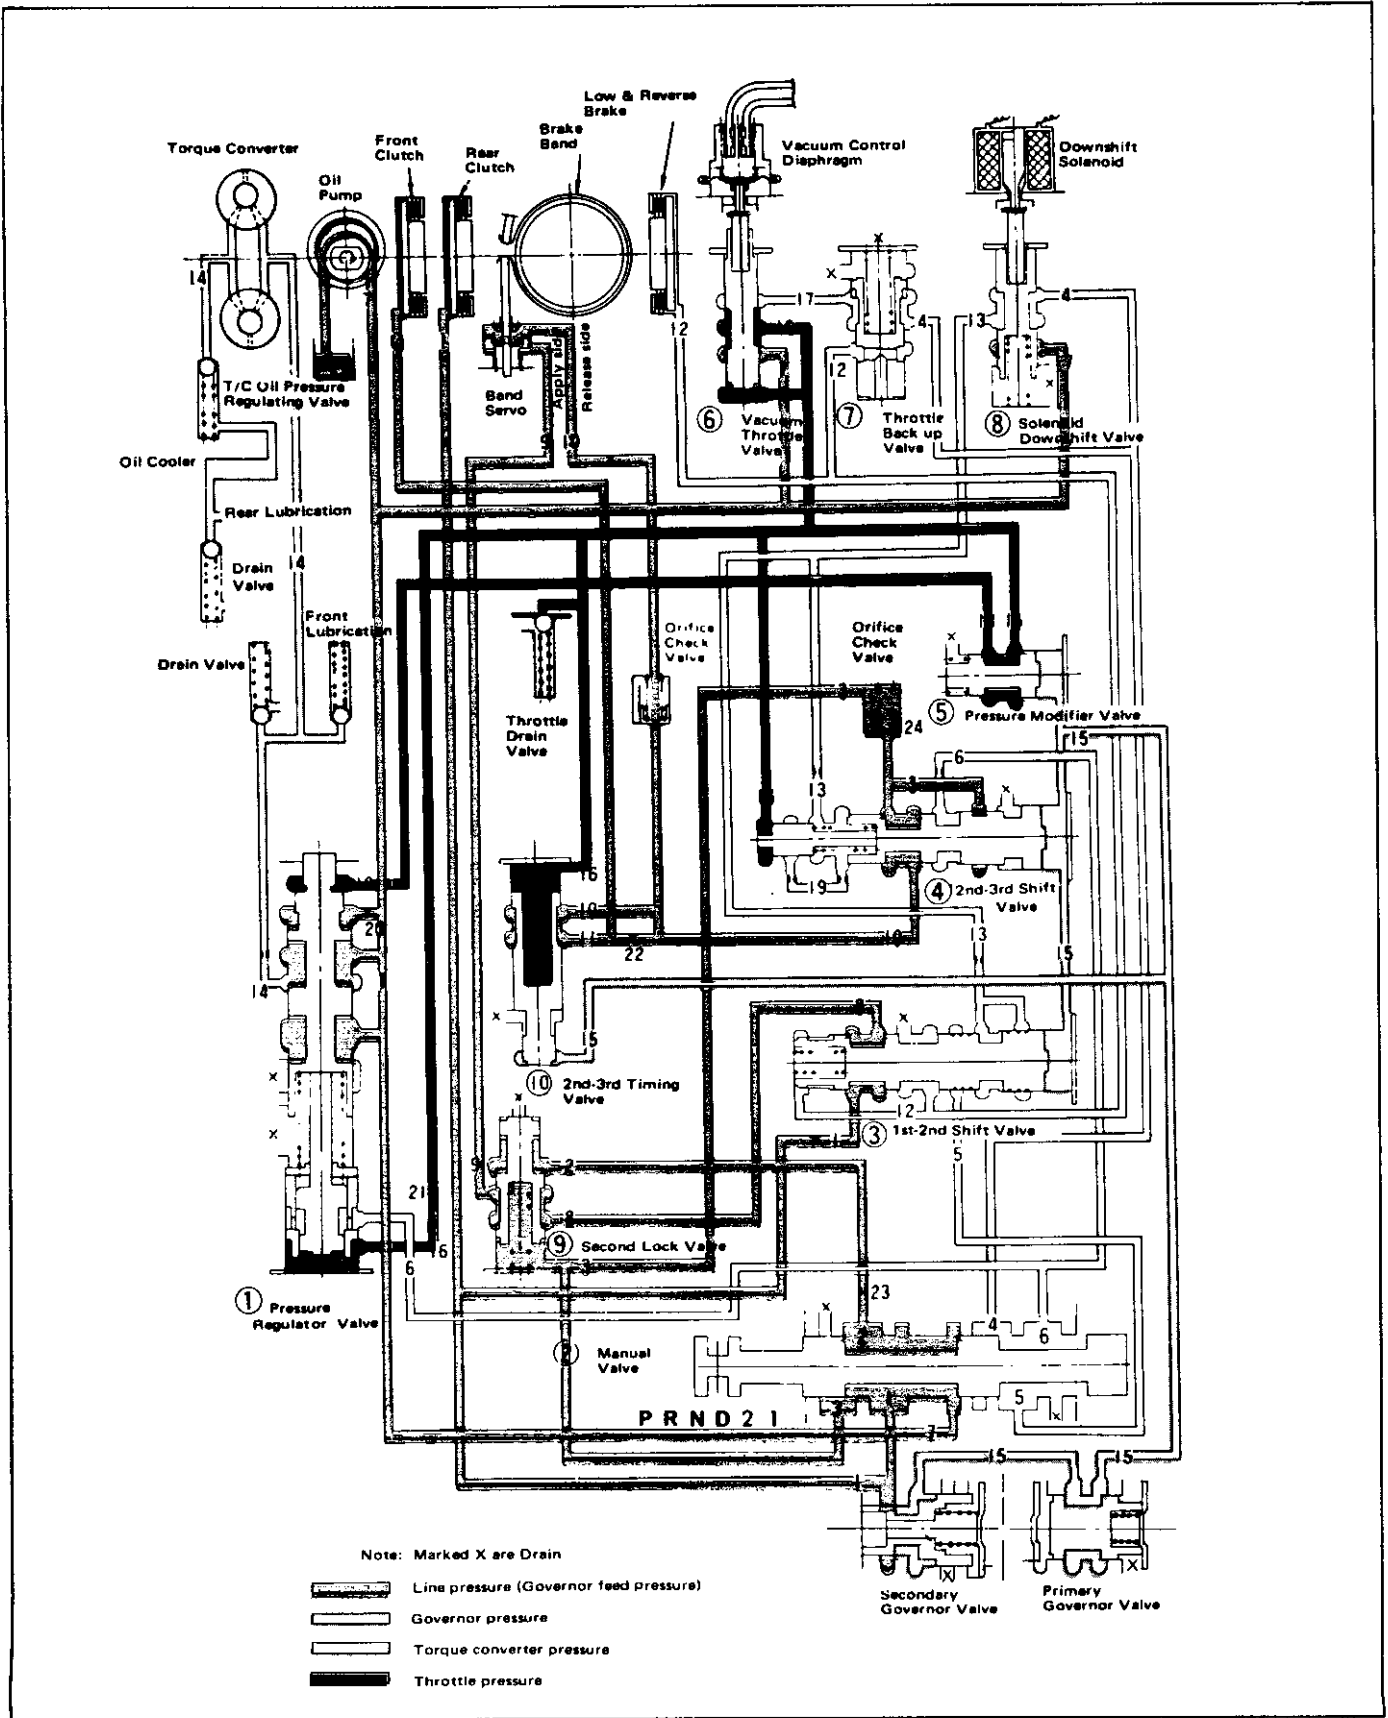 Low & Reverse
Brake
Brake
Band
Front
Clutch
Rear
Clutch
Torque Converter
Oil
Pump
Vacuum Control
Diaphragm
Downshift
Solenoid
14
17
4
13
4
12
12
Apply side
Release side
T/C Oil Pressure
Regulating Valve
Band
Servo
6
Vacuum
Throttle
Valve
7
Throttle
Back up
Valve
8
Solenoid
Downshift Valve
Oil Cooler
Rear Lubrication
14
Drain
Valve
Front
Lubrication
Drain Valve
Orifice
Check
Valve
Orifice
Check
Valve
Throttle
Drain
Valve
24
5
Pressure Modifier Valve
15
6
13
19
4
2nd-3rd Shift
Valve
16
20
22
13
15
14
15
10
2nd-3rd Timing
Valve
12
3
1st-2nd Shift Valve
5
9
2
21
9
Second Lock Valve
3
6
6
23
1
Pressure
Regulator Valve
4
6
2
Manual
Valve
5
P R N D 2 1
7
15
15
1
Secondary
Governor Valve
Primary
Governor Valve
Note: Marked X are Drain
Line pressure (Governor feed pressure)
Governor pressure
Torque converter pressure
Throttle pressure